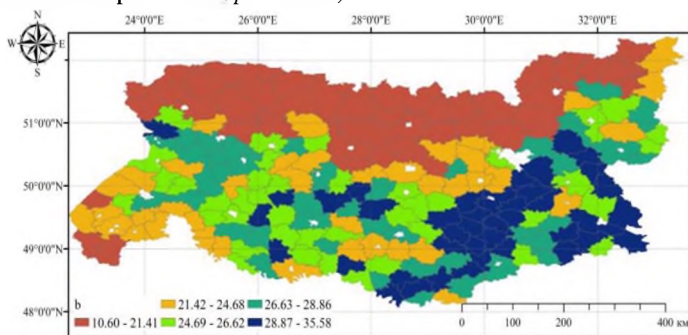 N
W E
S
24°0'0"E 26°0'0"E 28°0'0"E 30°0'0"E 32°0'0"E
51°0'0"N
50°0'0"N
49°0'0"N
48°0'0"N
b
21.42 - 24.68 26.63 - 28.86
10.60 - 21.41 24.69 - 26.62 28.87 - 35.58
0 100 200 400 км